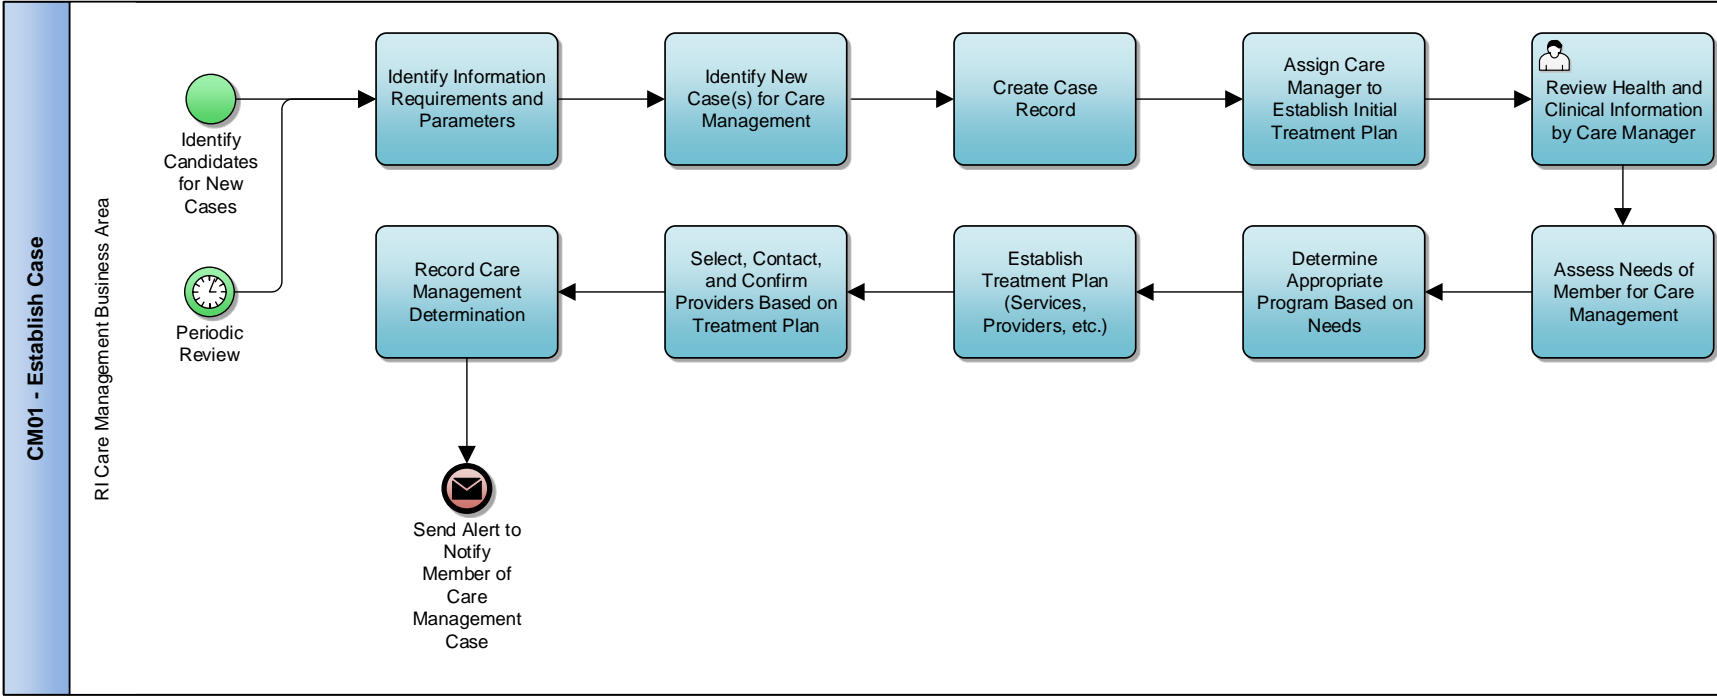 CM01 - Establish Case
RI Care Management Business Area
Identify
Candidates
for New
Cases
Identify Information
Requirements and
Parameters
Identify New
Case(s) for Care
Management
Create Case
Record
Assign Care
Manager to
Establish Initial
Treatment Plan
Review Health and
Clinical Information
by Care Manager
Periodic
Review
Record Care
Management
Determination
Select, Contact,
and Confirm
Providers Based on
Treatment Plan
Establish
Treatment Plan
(Services,
Providers, etc.)
Determine
Appropriate
Program Based on
Needs
Assess Needs of
Member for Care
Management
Send Alert to
Notify
Member of
Care
Management
Case